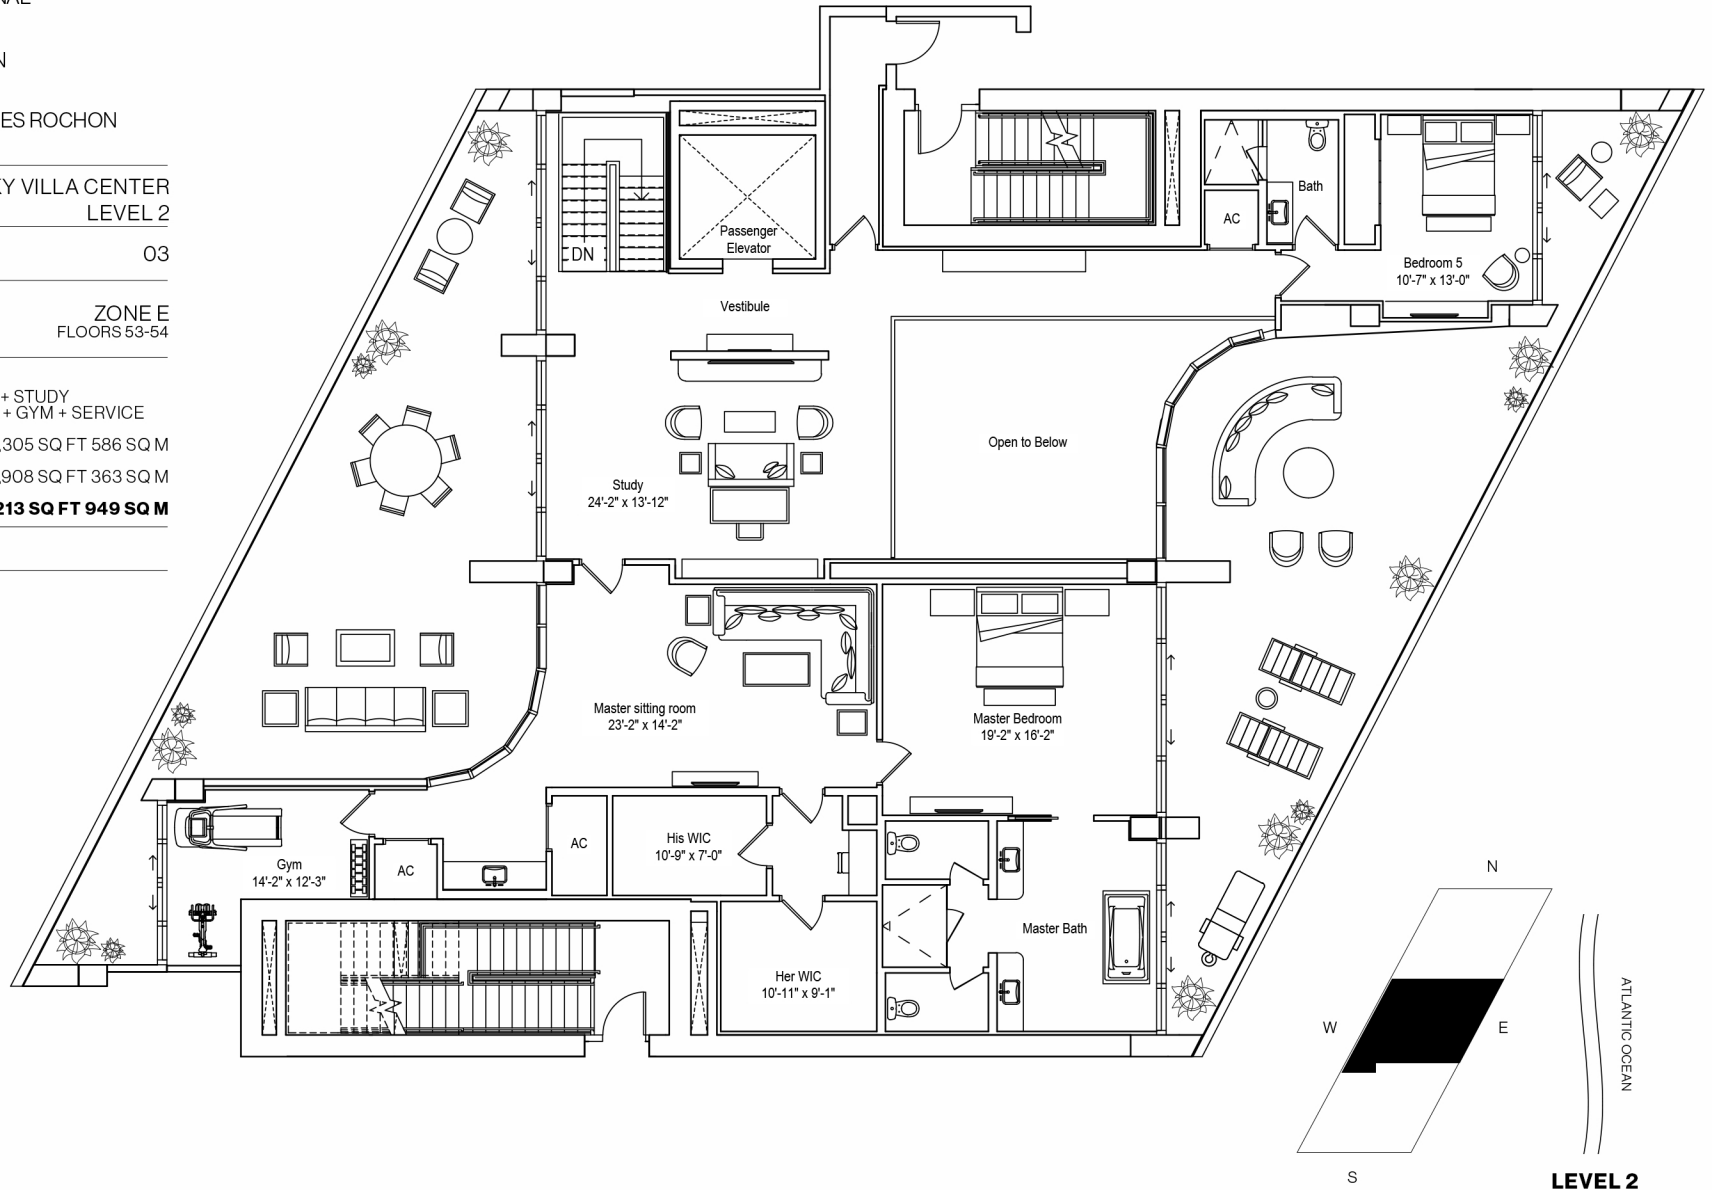 ES ROCHON
VILLA CENTER
LEVEL 2
03
ZONE E
FLOORS 53-54
+ STUDY
+ GYM + SERVICE
,305 SQ FT 586 SQ M
,908 SQ FT 363 SQ M
213 SQ FT 949 SQ M
DN
Passenger
Elevator
Vestibule
Bath
AC
Bedroom 5
10'-7" x 13'-0"
Study
24'-2" x 13'-12"
Open to Below
Master sitting room
23'-2" x 14'-2"
Master Bedroom
19'-2" x 16'-2"
Gym
14'-2" x 12'-3"
AC
AC
His WIC
10'-9" x 7'-0"
Her WIC
10'-11" x 9'-1"
Master Bath
N
W
E
S
ATLANTIC OCEAN
LEVEL 2